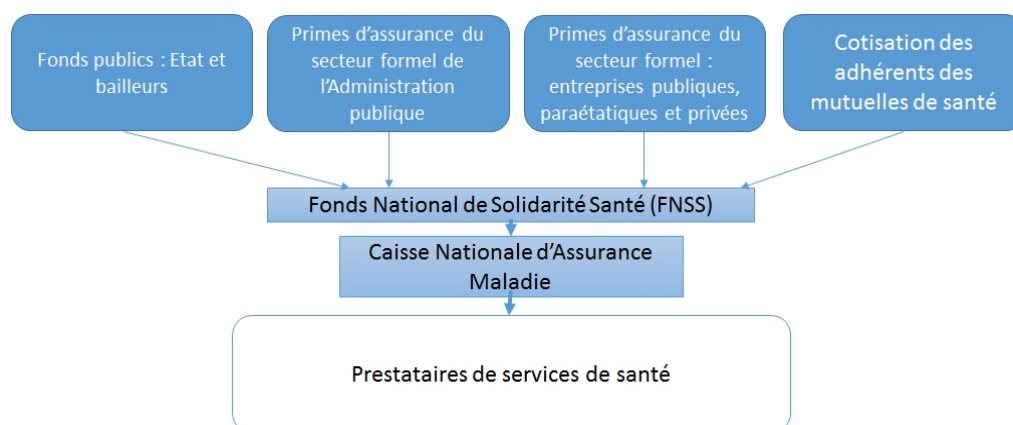 Fonds publics : Etat et
bailleurs
Primes d’assurance du
secteur formel de
l’Administration
publique
Primes d’assurance du
secteur formel :
entreprises publiques,
paraétatiques et privées
Cotisation des
adhérents des
mutuelles de santé
Fonds National de Solidarité Santé (FNSS)
Caisse Nationale d’Assurance
Maladie
Prestataires de services de santé